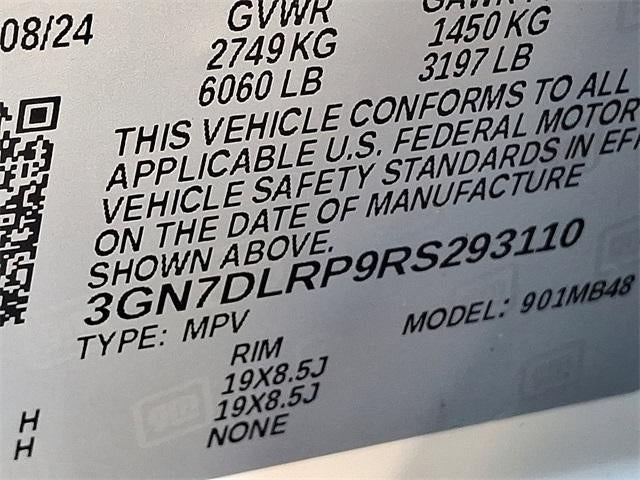 08/24 GVWR GAWR
2749 KG 1450 KG
6060 LB 3197 LB
THIS VEHICLE CONFORMS TO ALL
APPLICABLE U.S. FEDERAL MOTOR
VEHICLE SAFETY STANDARDS IN
ON THE DATE OF MANUFACTURE
SHOWN ABOVE.
3GN7DLRP9RS293110
TYPE: MPV MODEL: 901MB48
RIM
19X8.5J
H 19X8.5J
H NONE